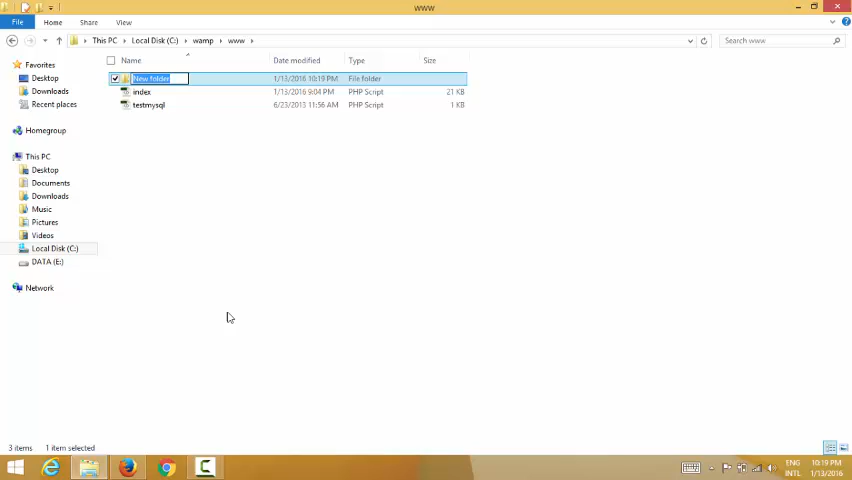 www
File Home Share View
This PC Local Disk (C:) wamp www
Search www
Name Date modified Type Size
New folder 1/13/2016 10:19 PM File folder
index 1/13/2016 9:04 PM PHP Script 21 KB
testmysql 6/23/2013 11:56 AM PHP Script 1 KB
Favorites
Desktop
Downloads
Recent places
Homegroup
This PC
Desktop
Documents
Downloads
Music
Pictures
Videos
Local Disk (C:)
DATA (E:)
Network
3 items 1 item selected
ENG 10:19 PM
INTL 1/13/2016